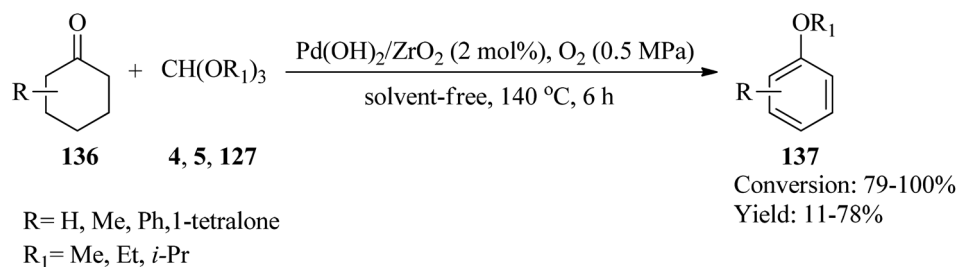 O
R
136
+
CH(OR₁)₃
4, 5, 127
Pd(OH)₂/ZrO₂ (2 mol%), O₂ (0.5 MPa)
solvent-free, 140 °C, 6 h
OR₁
R
137
Conversion: 79-100%
Yield: 11-78%
R= H, Me, Ph,1-tetralone
R₁= Me, Et, i-Pr